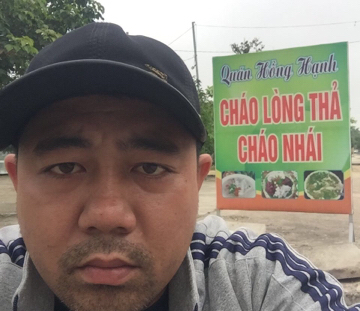 Quán Hồng Hạnh
CHÁO LÒNG THẢ
CHÁO NHÁI